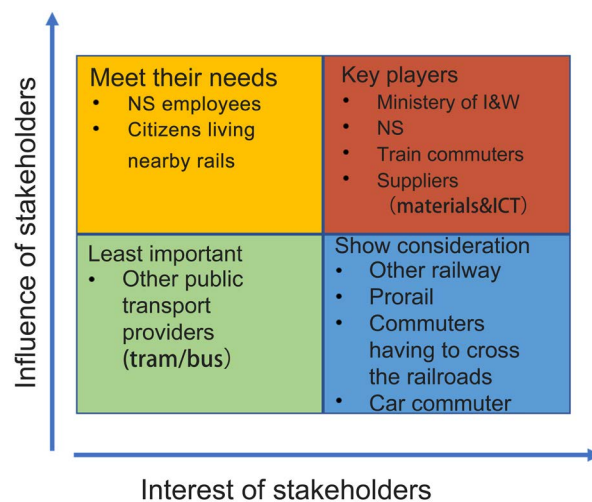 Influence of stakeholders
Meet their needs
• NS employees
• Citizens living
nearby rails
Key players
• Ministery of I&W
• NS
• Train commuters
• Suppliers
(materials&ICT)
Least important
• Other public
transport
providers
(tram/bus)
Show consideration
• Other railway
• Prorail
• Commuters
having to cross
the railroads
• Car commuter
Interest of stakeholders